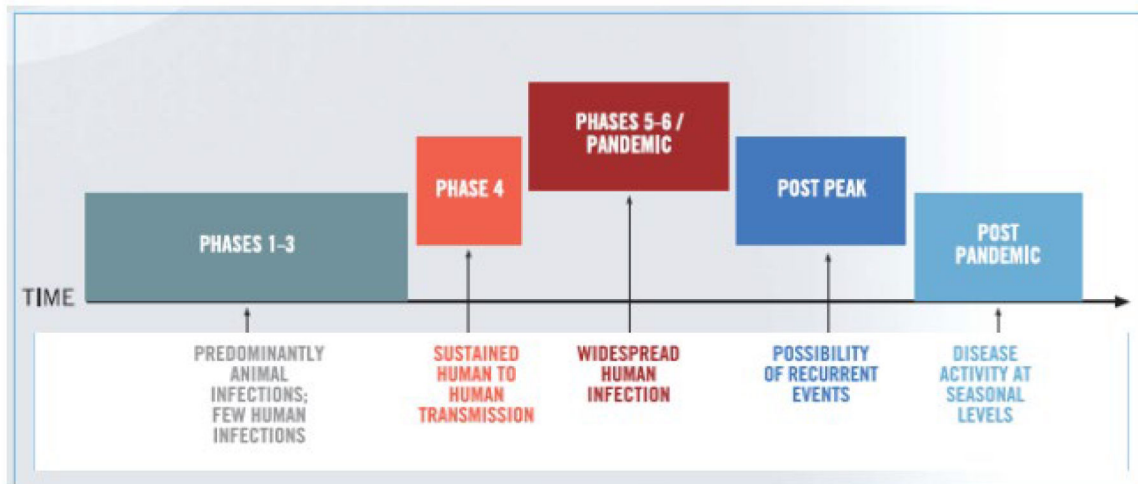 PHASES 5–6 /
PANDEMIC
PHASE 4
POST PEAK
PHASES 1–3
POST
PANDEMIC
TIME
PREDOMINANTLY
ANIMAL
INFECTIONS;
FEW HUMAN
INFECTIONS
SUSTAINED
HUMAN TO
HUMAN
TRANSMISSION
WIDESPREAD
HUMAN
INFECTION
POSSIBILITY
OF RECURRENT
EVENTS
DISEASE
ACTIVITY AT
SEASONAL
LEVELS